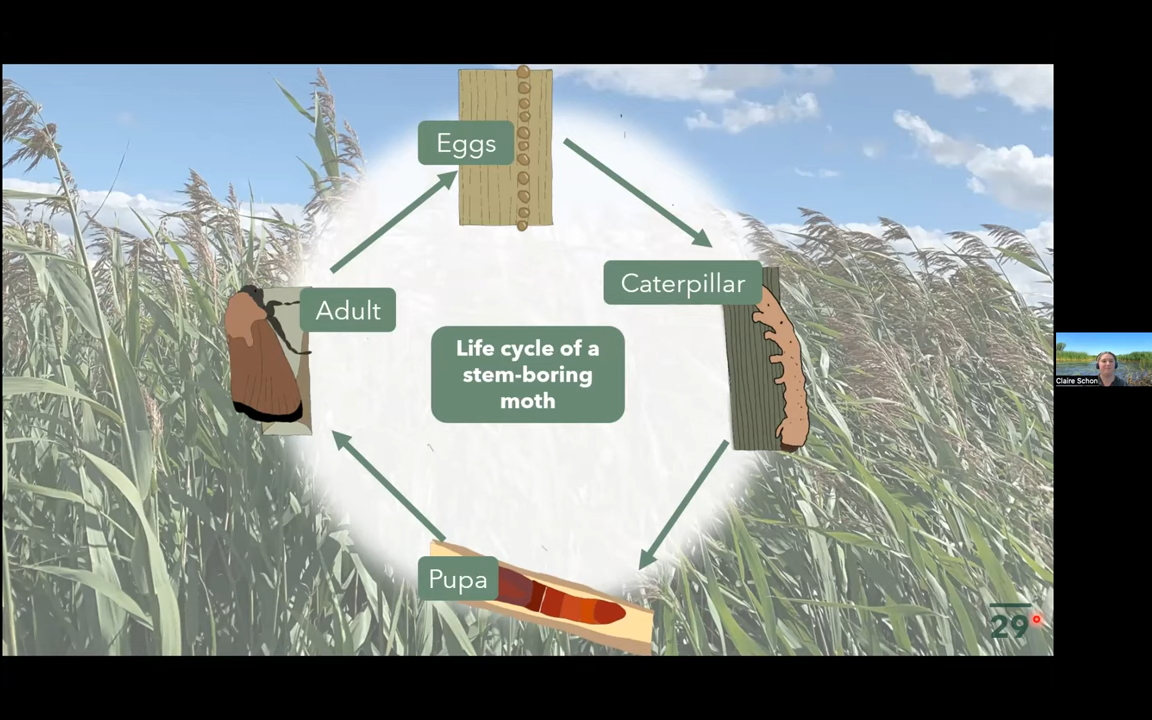 Eggs
Caterpillar
Adult
Life cycle of a
stem-boring
moth
Claire Schon
Pupa
29